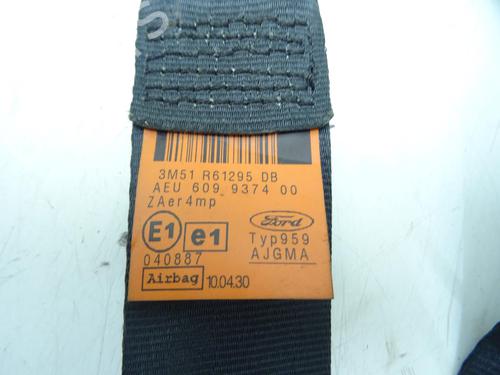 3M51 R61295 DB
AEU 609 9374 00
ZAer4mp
E1 e1
Ford
Typ959
040887
AJGMA
Airbag
10.04.30